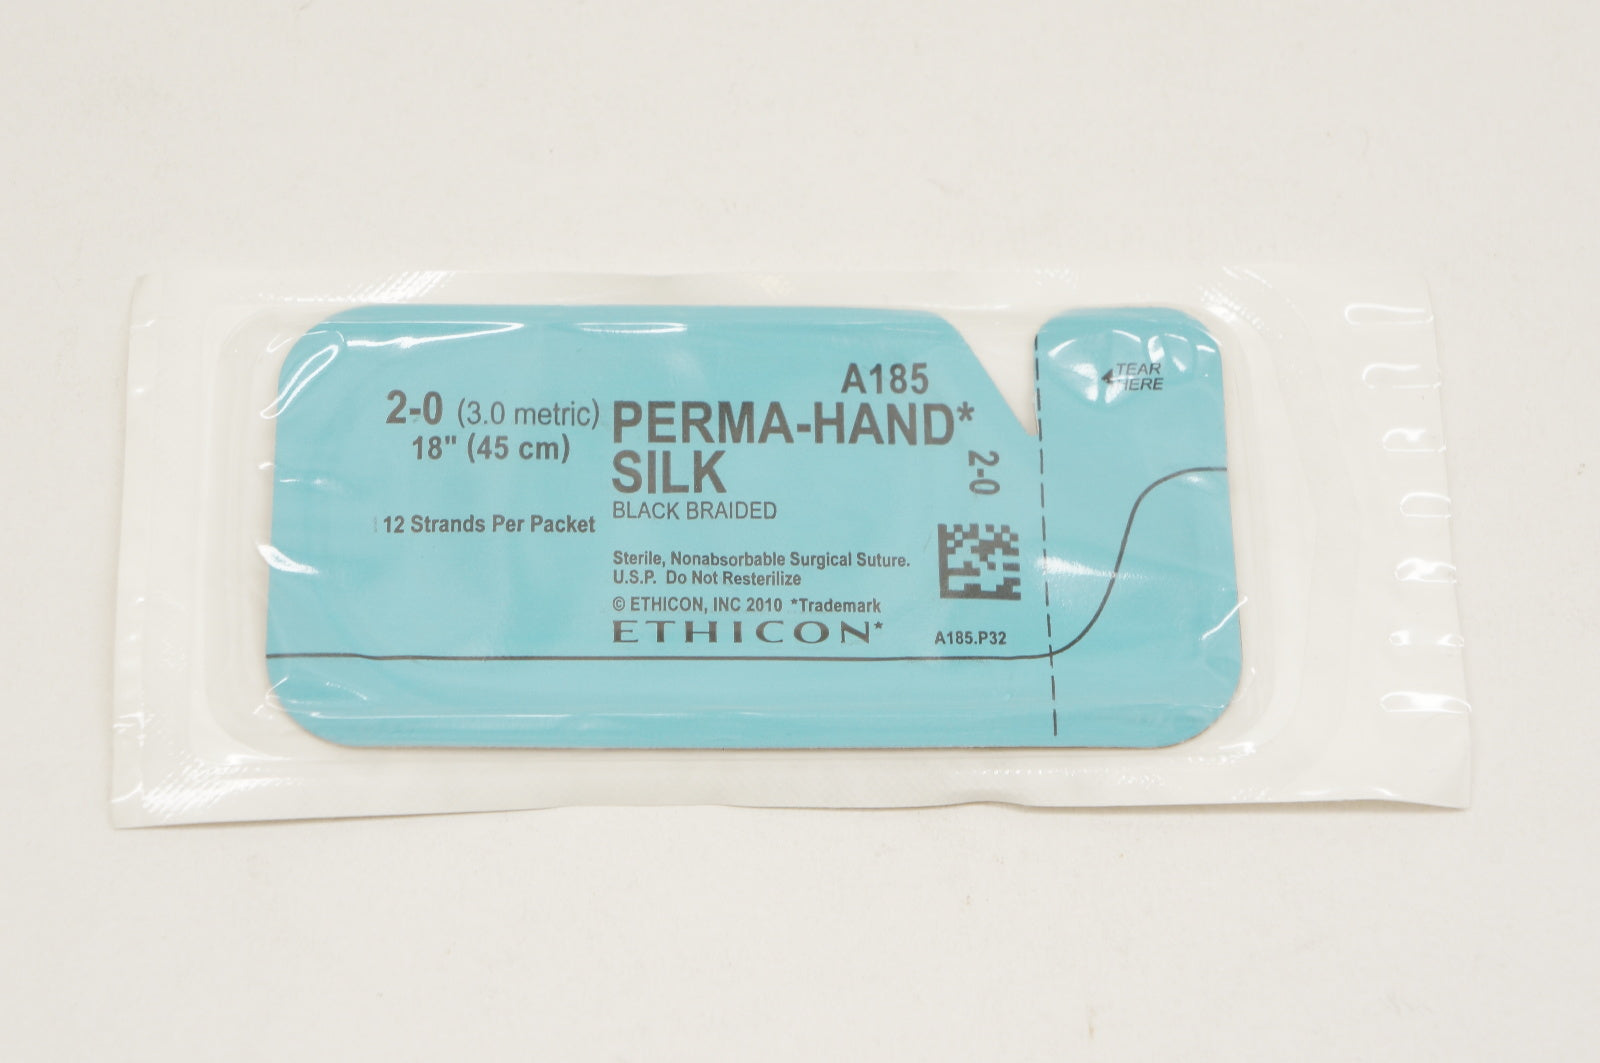 A185
2-0 (3.0 metric)
18" (45 cm)
12 Strands Per Packet
PERMA-HAND*
SILK
BLACK BRAIDED
Sterile, Nonabsorbable Surgical Suture.
U.S.P. Do Not Resterilize
© ETHICON, INC 2010 *Trademark
ETHICON*
2-0
A185.P32
TEAR
HERE